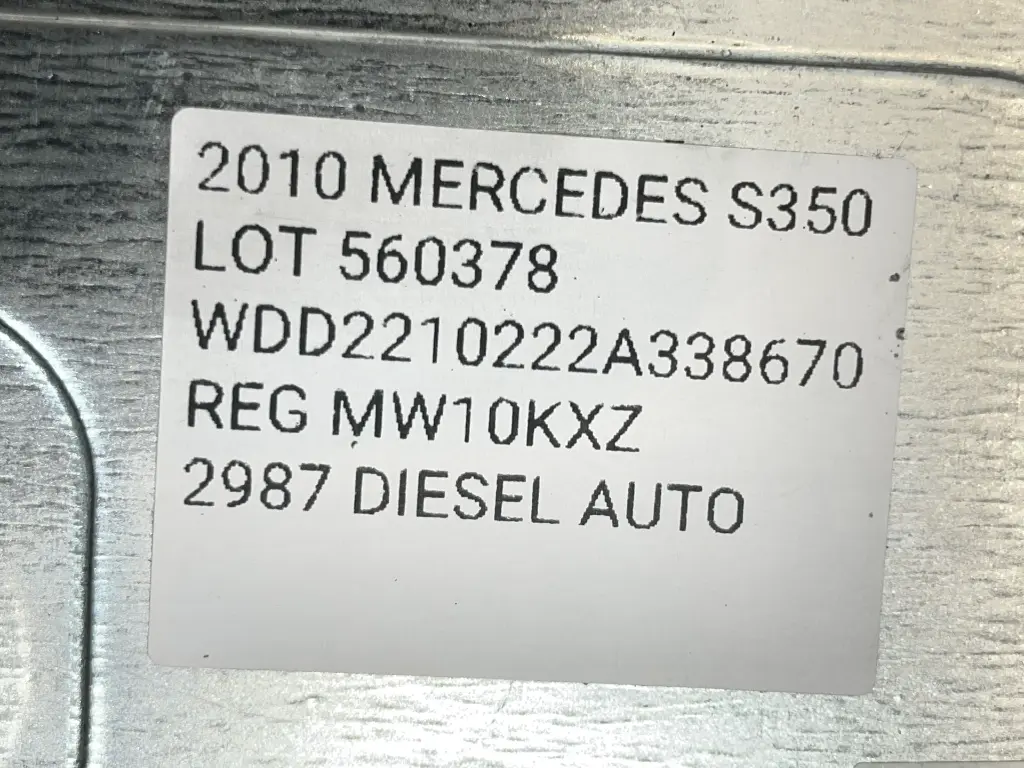 2010 MERCEDES S350
LOT 560378
WDD2210222A338670
REG MW10KXZ
2987 DIESEL AUTO